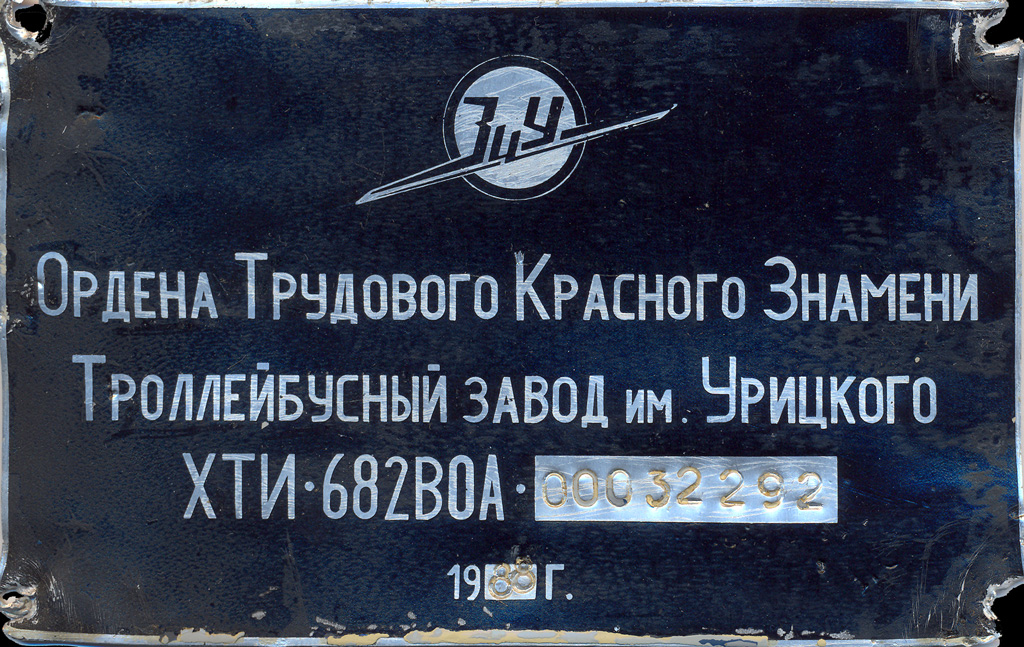 ЗиУ
Ордена Трудового Красного Знамени
Троллейбусный завод им. Урицкого
ХТИ·682В0А·00032292
1988 г.